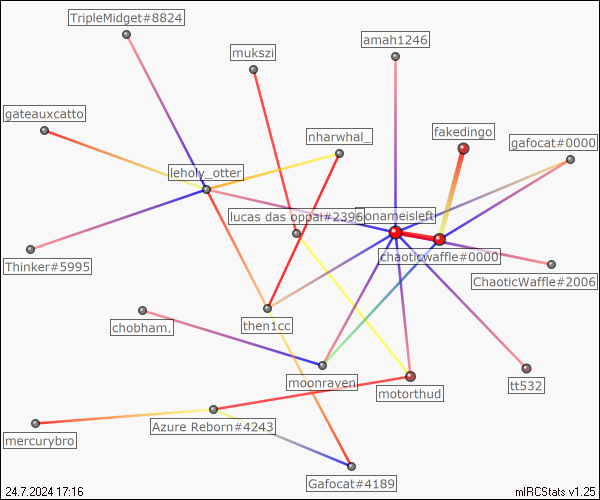 TripleMidget#8824
amah1246
mukszi
gateauxcatto
fakedingo
nharwhal_
gafocat#0000
leholy_otter
lucas das oppai#2396
onameisleft
chaoticwaffle#0000
Thinker#5995
ChaoticWaffle#2006
chobham.
then1cc
moonraven
motorthud
tt532
Azure Reborn#4243
mercurybro
Gafocat#4189
24.7.2024 17:16
mIRCStats v1.25